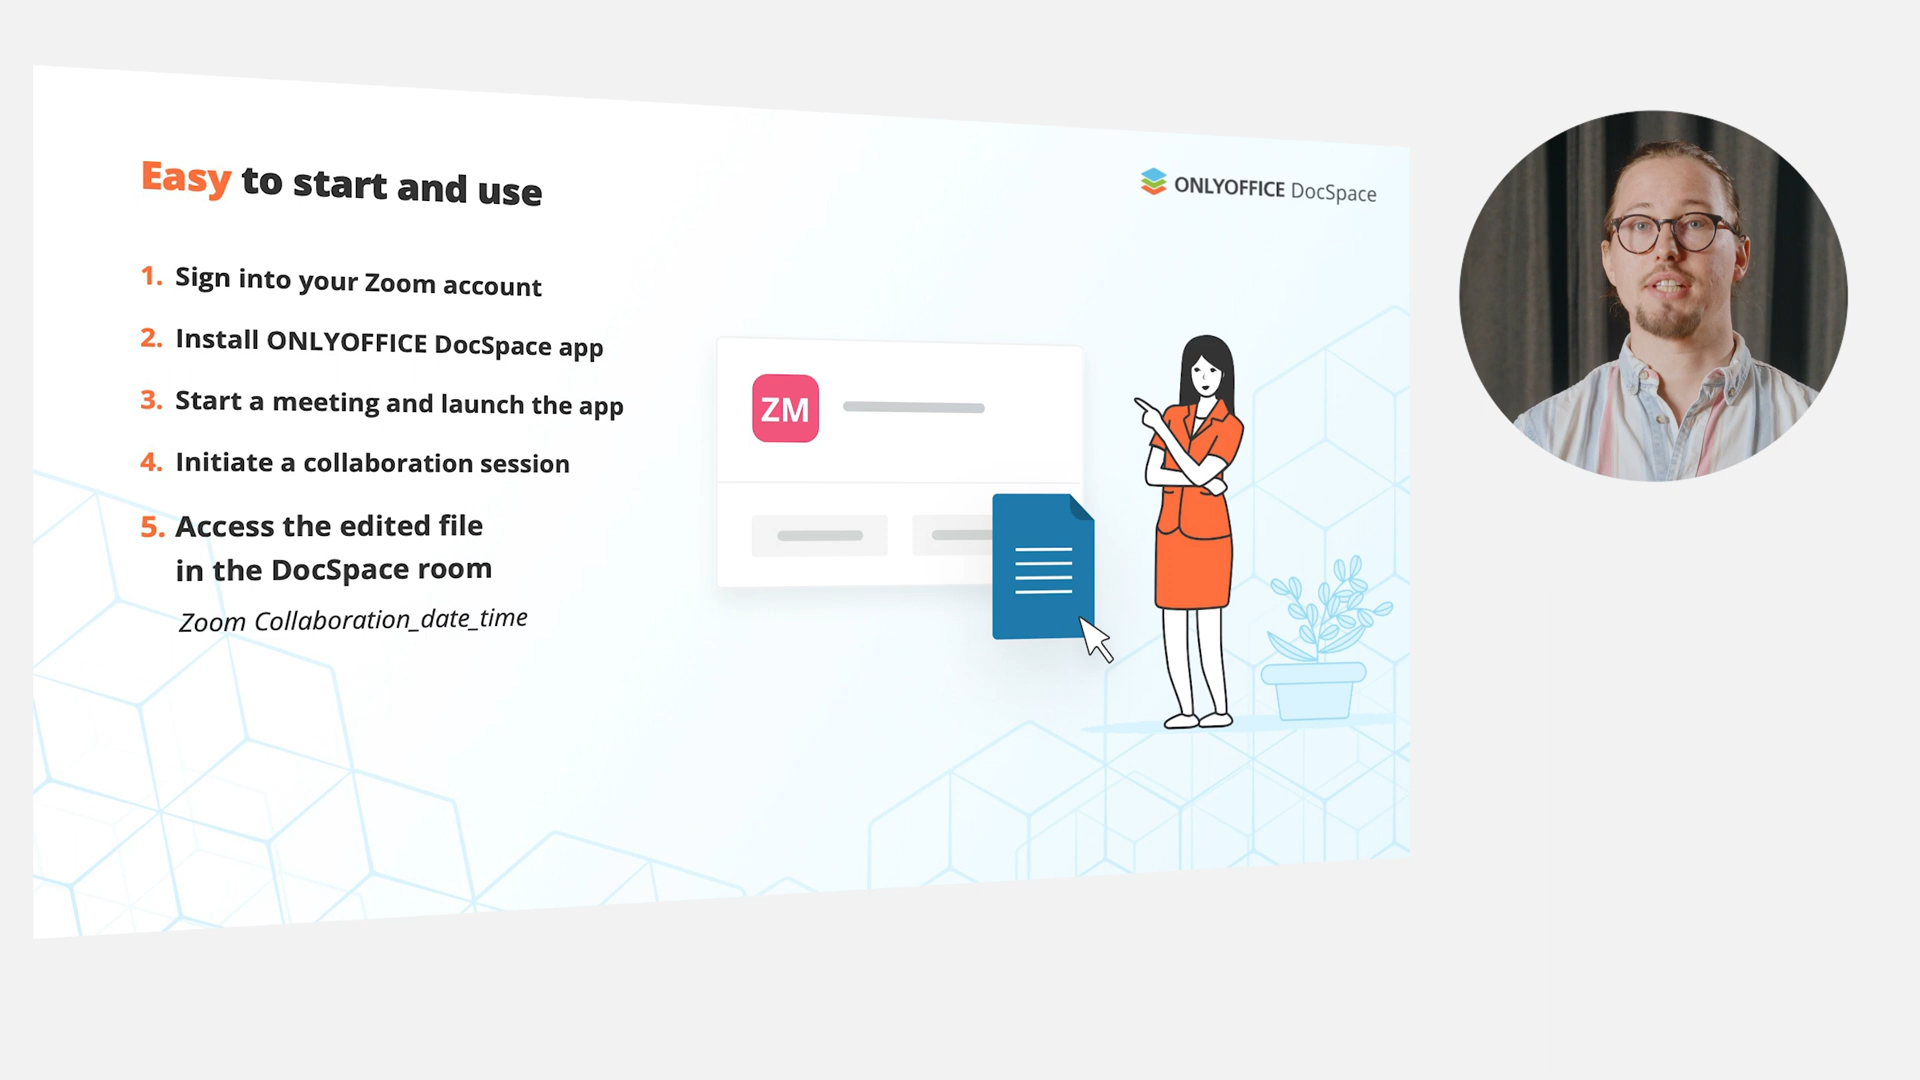 Easy to start and use
ONLYOFFICE DocSpace
1. Sign into your Zoom account
2. Install ONLYOFFICE DocSpace app
3. Start a meeting and launch the app
4. Initiate a collaboration session
5. Access the edited file
in the DocSpace room
Zoom Collaboration_date_time
ZM